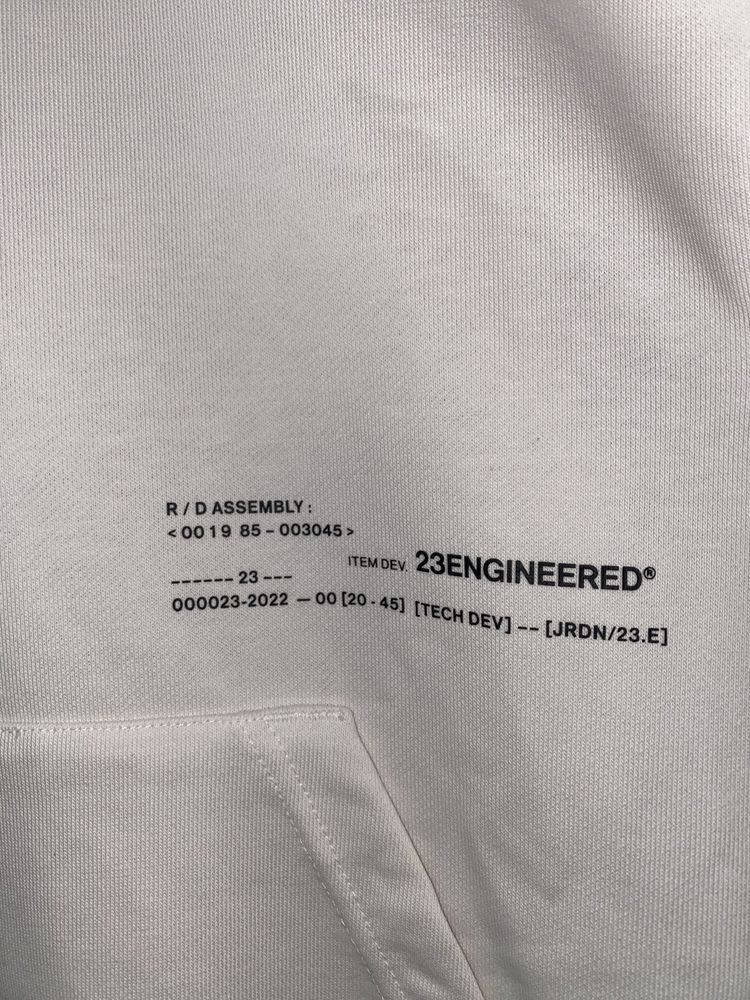 R / D ASSEMBLY :
< 0019 85 – 003045 >
ITEM DEV. 23ENGINEERED®
------ 23 ---
000023-2022 — 00 [20 - 45] [TECH DEV] -- [JRDN/23.E]